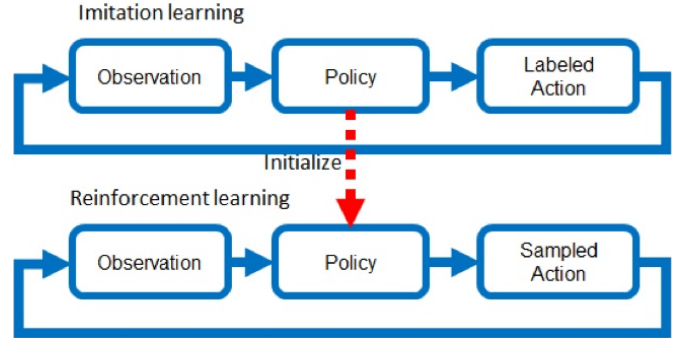 Imitation learning
Observation
Policy
Labeled
Action
Initialize
Reinforcement learning
Observation
Policy
Sampled
Action